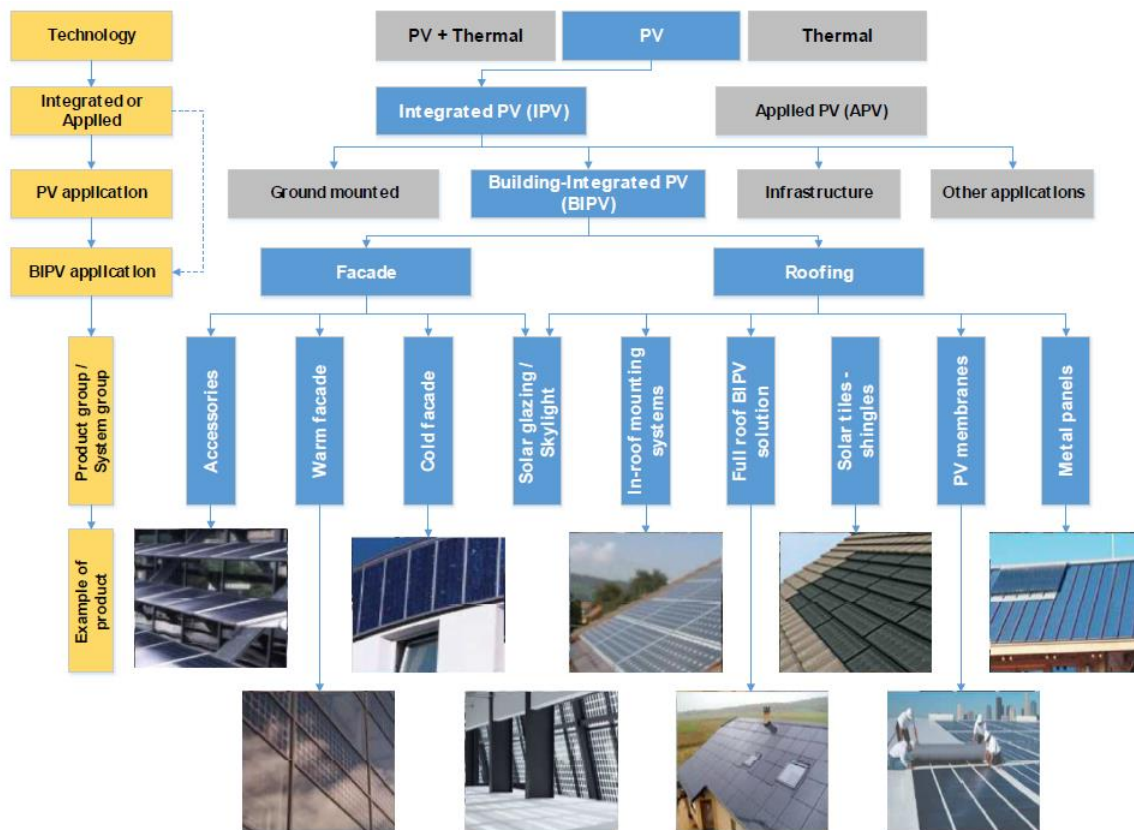 Technology
PV + Thermal
PV
Thermal
Integrated or
Applied
Integrated PV (IPV)
Applied PV (APV)
PV application
Ground mounted
Building-Integrated PV
(BIPV)
Infrastructure
Other applications
BIPV application
Facade
Roofing
Product group /
System group
Accessories
Warm facade
Cold facade
Solar glazing /
Skylight
In-roof mounting
systems
Full roof BIPV
solution
Solar tiles -
shingles
PV membranes
Metal panels
Example of
product